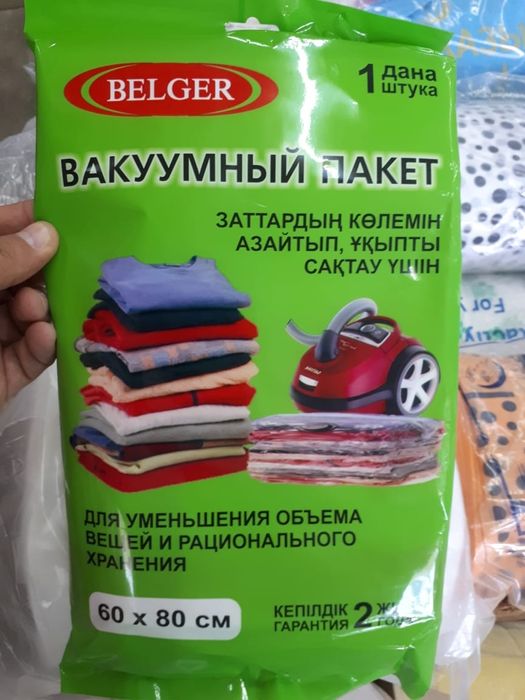 BELGER
1 дана
штука
ВАКУУМНЫЙ ПАКЕТ
ЗАТТАРДЫҢ КӨЛЕМІН
АЗАЙТЫП, ҰҚЫПТЫ
САҚТАУ ҮШІН
ДЛЯ УМЕНЬШЕНИЯ ОБЪЕМА
ВЕЩЕЙ И РАЦИОНАЛЬНОГО
ХРАНЕНИЯ
60 х 80 см
КЕПІЛДІК 2
ГАРАНТИЯ
For